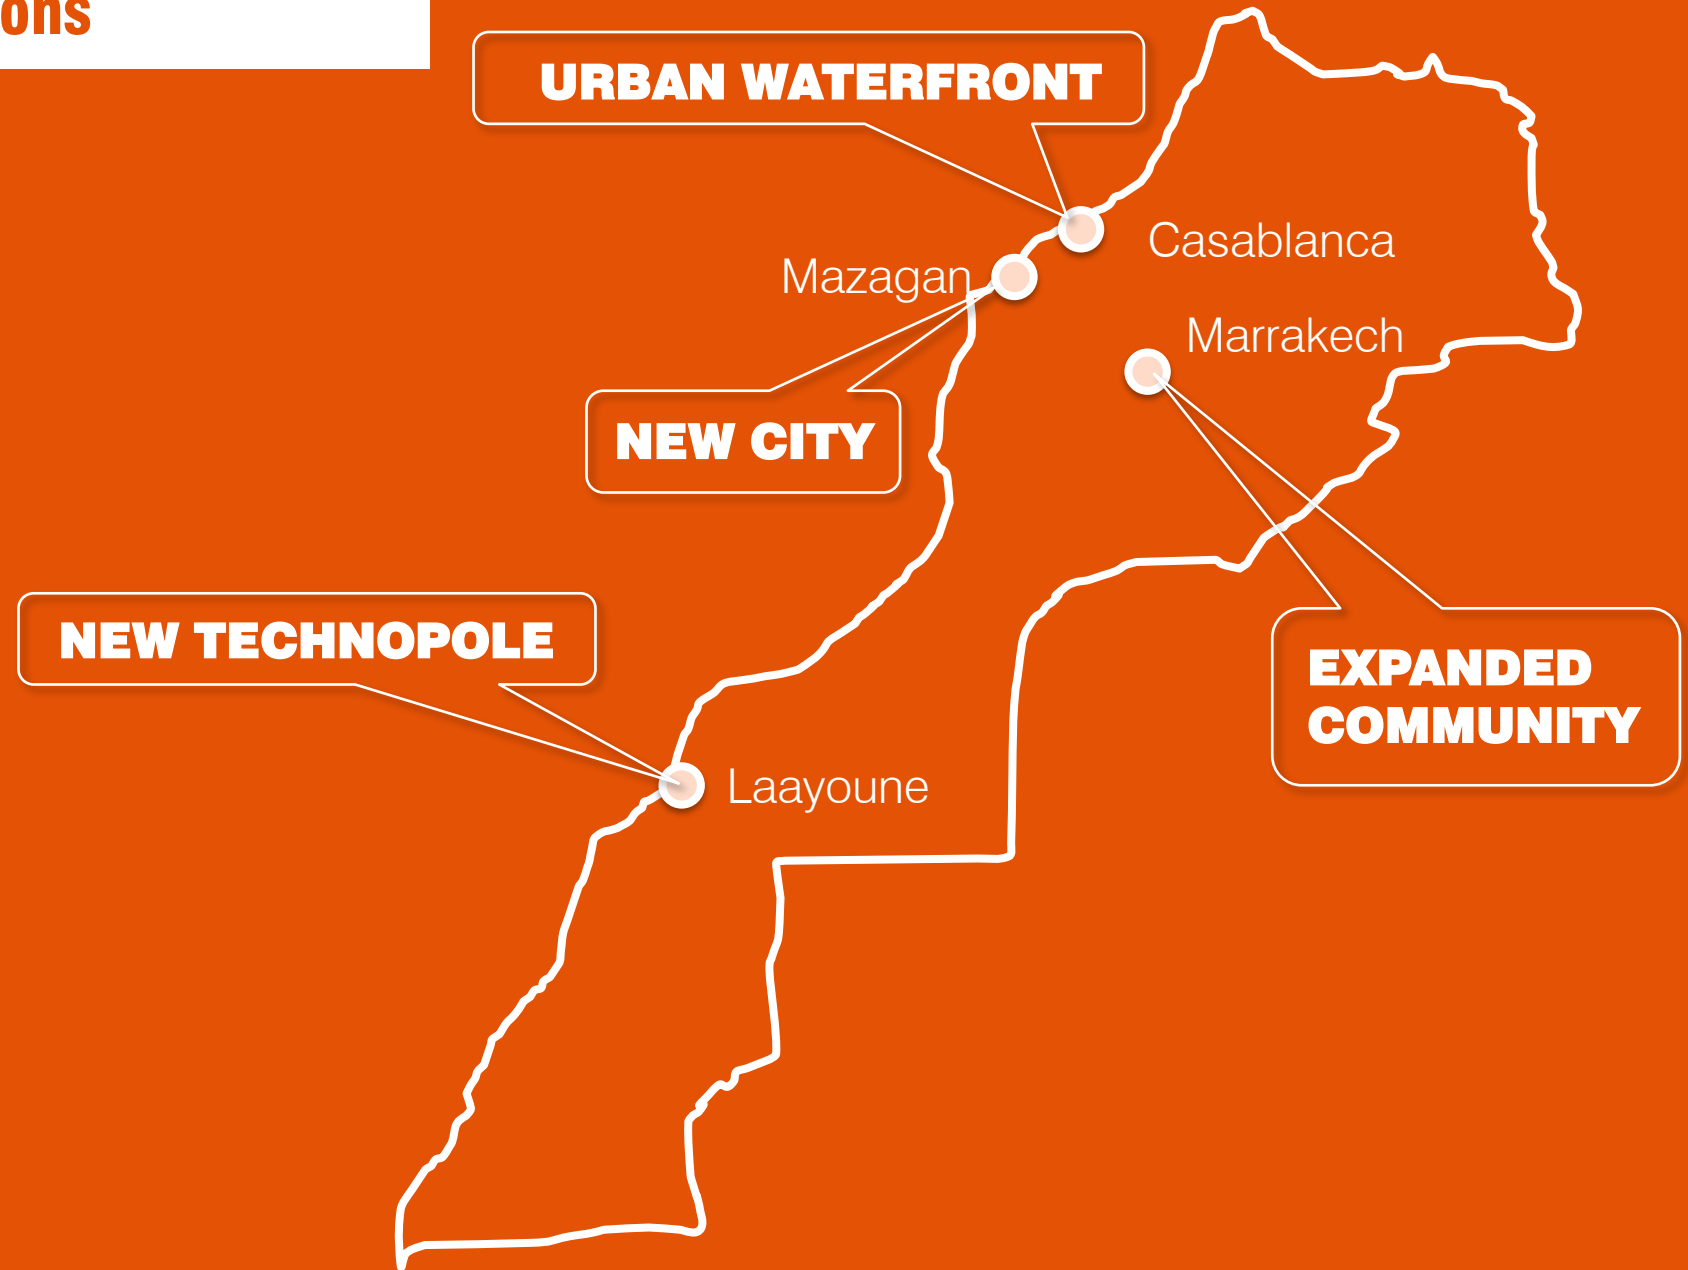 ons
URBAN WATERFRONT
Casablanca
Mazagan
Marrakech
NEW CITY
NEW TECHNOPOLE
EXPANDED
COMMUNITY
Laayoune